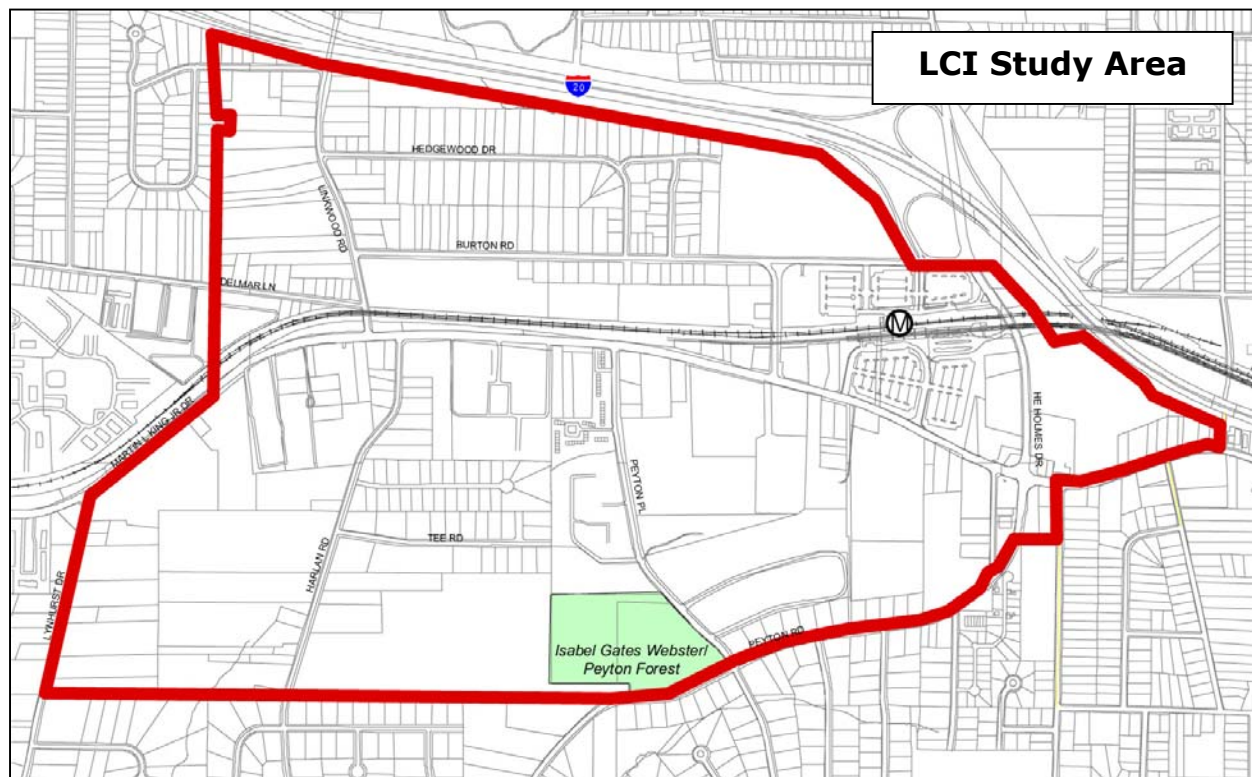 LCI Study Area
20
HEDGEWOOD DR
LINKWOOD RD
BURTON RD
DELMAR LN
M
MARTIN L KING JR DR
HE HOLMES DR
PEYTON PL
TEE RD
HARLAN RD
LYNHURST DR
Isabel Gates Webster/
Peyton Forest
PEYTON RD